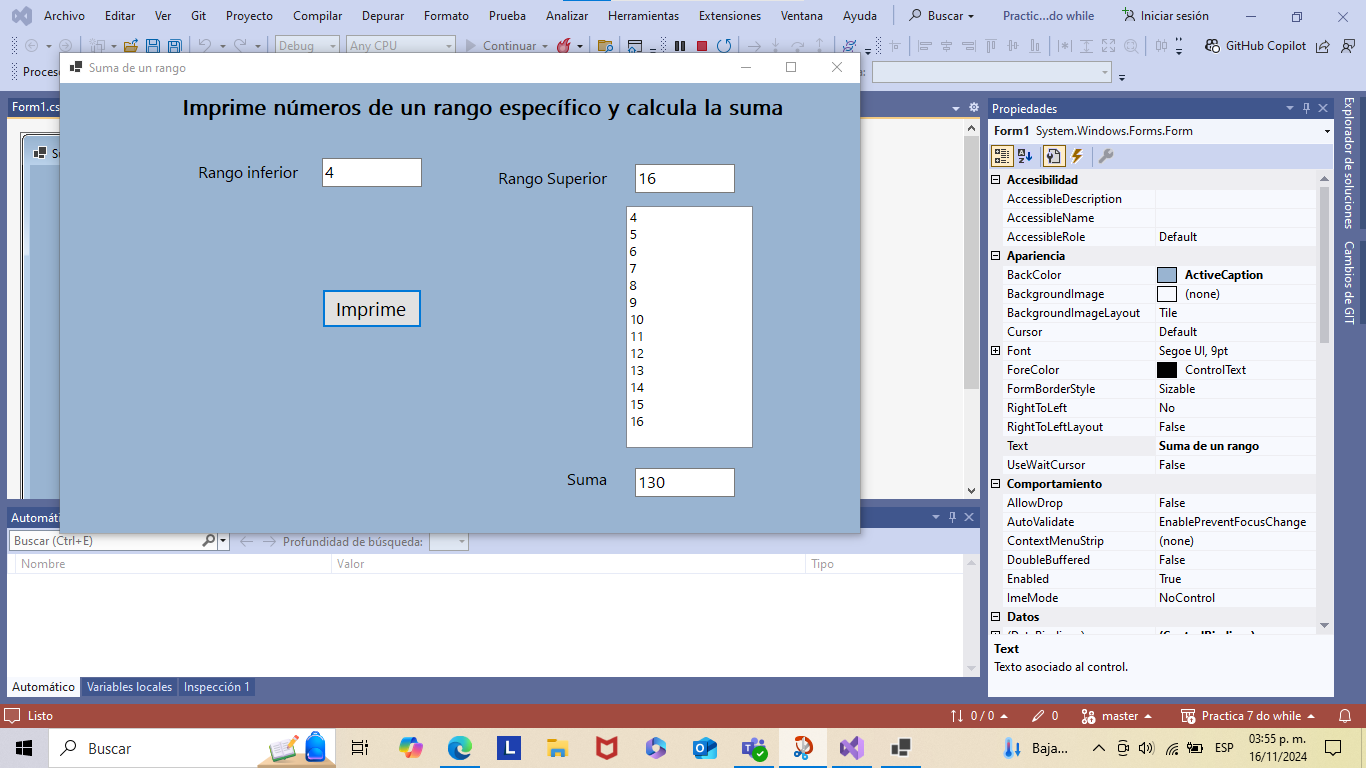 Archivo Editar Ver Git Proyecto Compilar Depurar Formato Prueba Analizar Herramientas Extensiones Ventana Ayuda Buscar Practic...do while Iniciar sesión
Debug Any CPU Continuar GitHub Copilot
Proces
Suma de un rango
Form1.cs
Imprime números de un rango específico y calcula la suma
Rango inferior 4
Rango Superior 16
4
5
6
7
8
9
10
11
12
13
14
15
16
Imprime
Suma 130
Automáti
Buscar (Ctrl+E) Profundidad de búsqueda:
Nombre Valor Tipo
Automático Variables locales Inspección 1
Propiedades
Form1 System.Windows.Forms.Form
Accesibilidad
AccessibleDescription
AccessibleName
AccessibleRole Default
Apariencia
BackColor ActiveCaption
BackgroundImage (none)
BackgroundImageLayout Tile
Cursor Default
Font Segoe UI, 9pt
ForeColor ControlText
FormBorderStyle Sizable
RightToLeft No
RightToLeftLayout False
Text Suma de un rango
UseWaitCursor False
Comportamiento
AllowDrop False
AutoValidate EnablePreventFocusChange
ContextMenuStrip (none)
DoubleBuffered False
Enabled True
ImeMode NoControl
Datos
Text
Texto asociado al control.
Explorador de soluciones
Cambios de GIT
Listo 0 / 0 0 master Practica 7 do while
Buscar L Baja... ESP 03:55 p. m.
16/11/2024